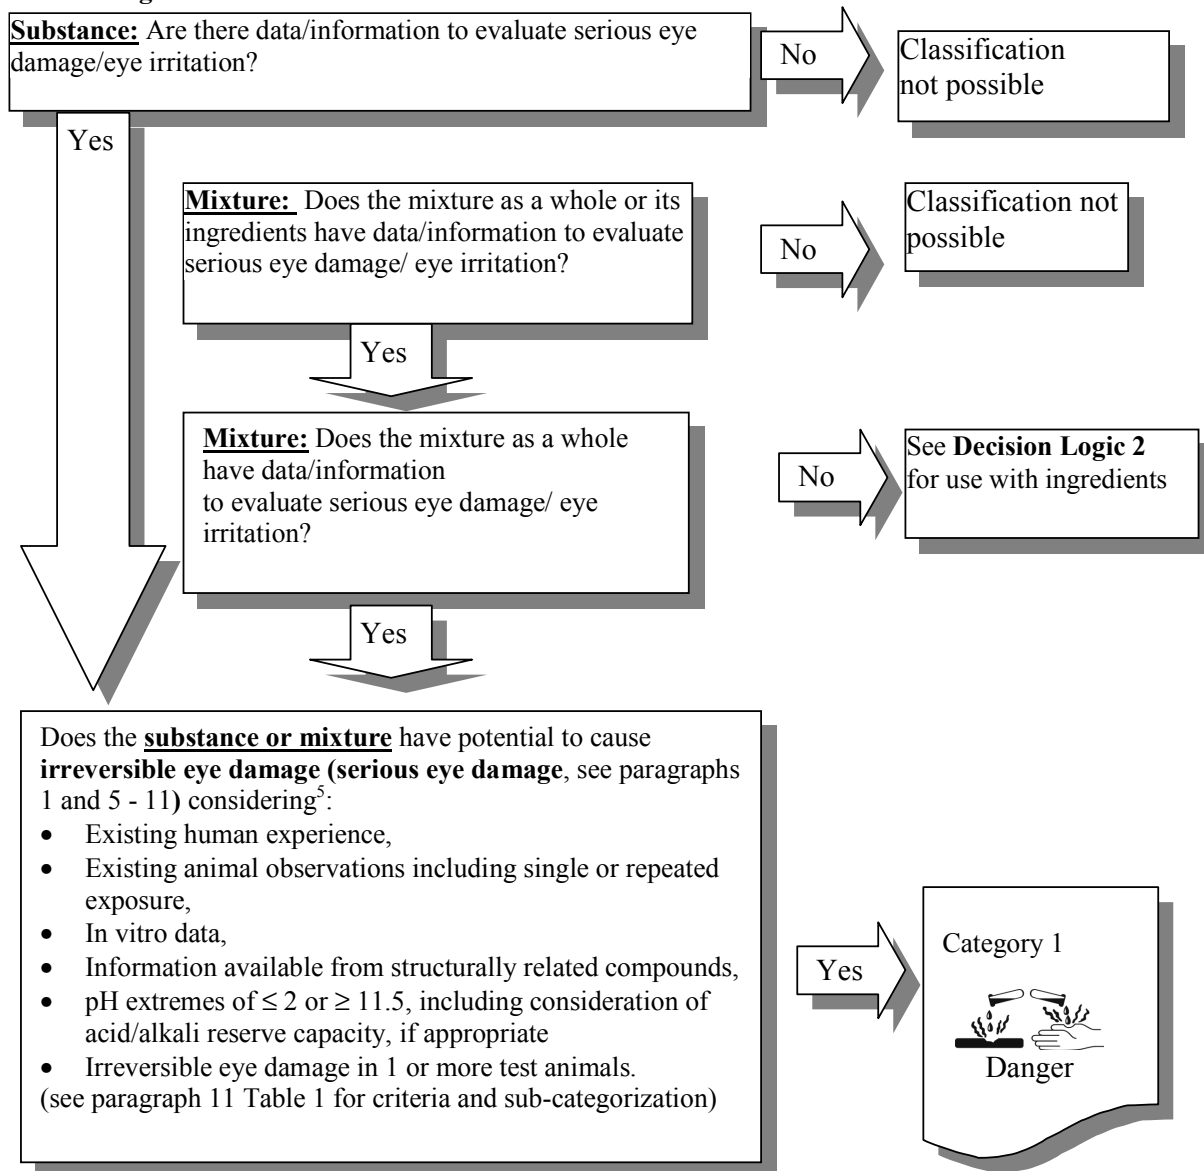 Substance: Are there data/information to evaluate serious eye
damage/eye irritation?
No
Classification
not possible
Yes
Mixture: Does the mixture as a whole or its
ingredients have data/information to evaluate
serious eye damage/ eye irritation?
No
Classification not
possible
Yes
Mixture: Does the mixture as a whole
have data/information
to evaluate serious eye damage/ eye
irritation?
No
See Decision Logic 2
for use with ingredients
Yes
Does the substance or mixture have potential to cause
irreversible eye damage (serious eye damage, see paragraphs
1 and 5 - 11) considering⁵:
• Existing human experience,
• Existing animal observations including single or repeated
exposure,
• In vitro data,
• Information available from structurally related compounds,
• pH extremes of ≤ 2 or ≥ 11.5, including consideration of
acid/alkali reserve capacity, if appropriate
• Irreversible eye damage in 1 or more test animals.
(see paragraph 11 Table 1 for criteria and sub-categorization)
Yes
Category 1
Danger